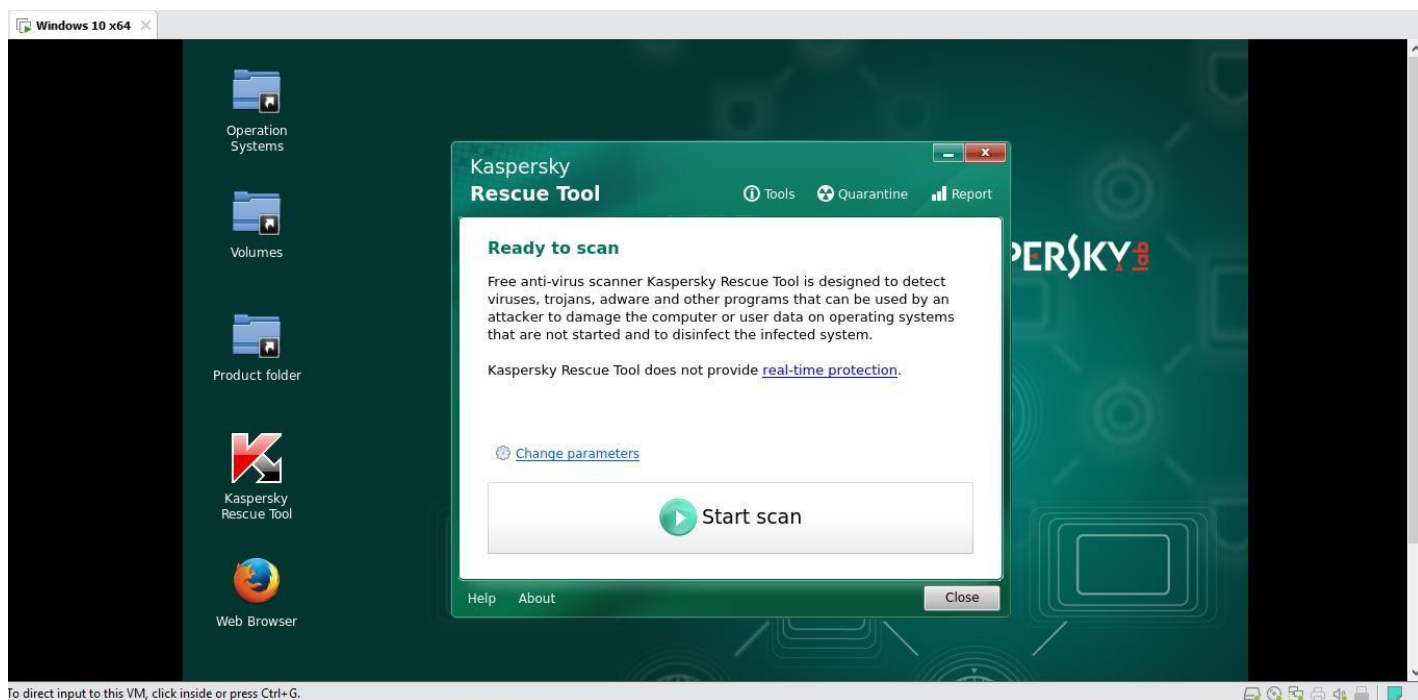 Windows 10 x64
Operation
Systems
Volumes
Product folder
Kaspersky
Rescue Tool
Web Browser
Kaspersky
Rescue Tool
Tools
Quarantine
Report
Ready to scan
Free anti-virus scanner Kaspersky Rescue Tool is designed to detect
viruses, trojans, adware and other programs that can be used by an
attacker to damage the computer or user data on operating systems
that are not started and to disinfect the infected system.
Kaspersky Rescue Tool does not provide real-time protection.
Change parameters
Start scan
Help About
Close
PERSKY lab
To direct input to this VM, click inside or press Ctrl+G.